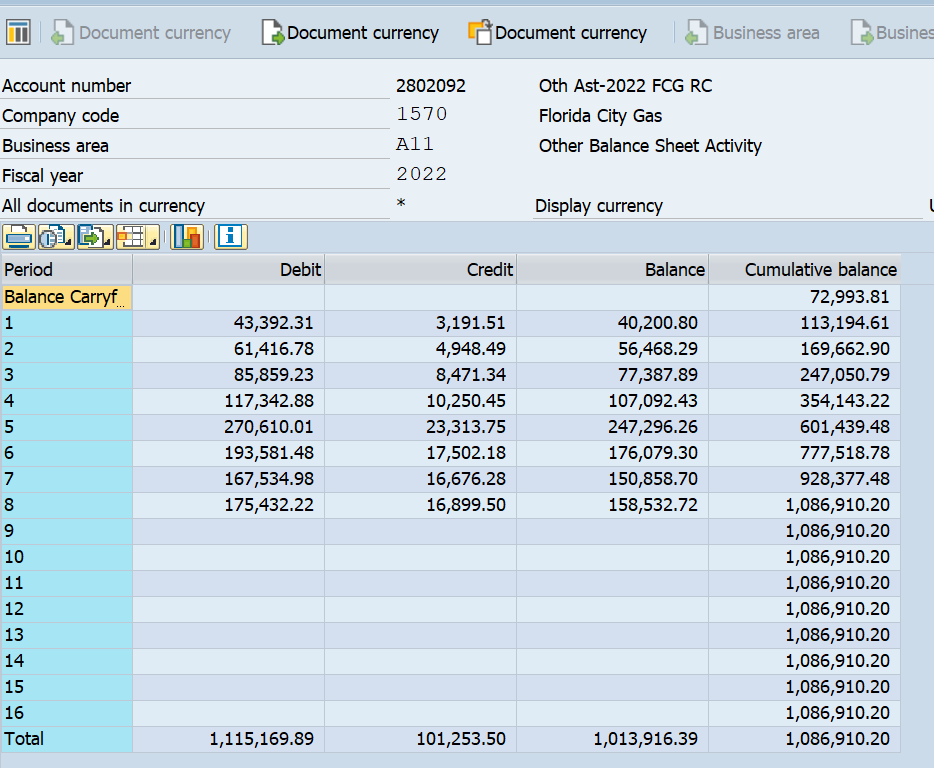 Document currency Document currency Document currency Business area
Account number 2802092 Oth Ast-2022 FCG RC
Company code 1570 Florida City Gas
Business area A11 Other Balance Sheet Activity
Fiscal year 2022
All documents in currency * Display currency
Period Debit Credit Balance Cumulative balance
Balance Carryf... 72,993.81
1 43,392.31 3,191.51 40,200.80 113,194.61
2 61,416.78 4,948.49 56,468.29 169,662.90
3 85,859.23 8,471.34 77,387.89 247,050.79
4 117,342.88 10,250.45 107,092.43 354,143.22
5 270,610.01 23,313.75 247,296.26 601,439.48
6 193,581.48 17,502.18 176,079.30 777,518.78
7 167,534.98 16,676.28 150,858.70 928,377.48
8 175,432.22 16,899.50 158,532.72 1,086,910.20
9 1,086,910.20
10 1,086,910.20
11 1,086,910.20
12 1,086,910.20
13 1,086,910.20
14 1,086,910.20
15 1,086,910.20
16 1,086,910.20
Total 1,115,169.89 101,253.50 1,013,916.39 1,086,910.20